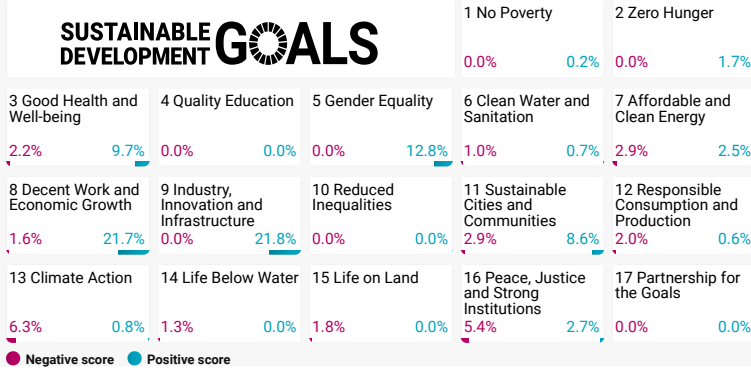 SUSTAINABLE
DEVELOPMENT
GOALS
1 No Poverty
0.0% 0.2%
2 Zero Hunger
0.0% 1.7%
3 Good Health and
Well-being
2.2% 9.7%
4 Quality Education
0.0% 0.0%
5 Gender Equality
0.0% 12.8%
6 Clean Water and
Sanitation
1.0% 0.7%
7 Affordable and
Clean Energy
2.9% 2.5%
8 Decent Work and
Economic Growth
1.6% 21.7%
9 Industry,
Innovation and
Infrastructure
0.0% 21.8%
10 Reduced
Inequalities
0.0% 0.0%
11 Sustainable
Cities and
Communities
2.9% 8.6%
12 Responsible
Consumption and
Production
2.0% 0.6%
13 Climate Action
6.3% 0.8%
14 Life Below Water
1.3% 0.0%
15 Life on Land
1.8% 0.0%
16 Peace, Justice
and Strong
Institutions
5.4% 2.7%
17 Partnership for
the Goals
0.0% 0.0%
Negative score Positive score